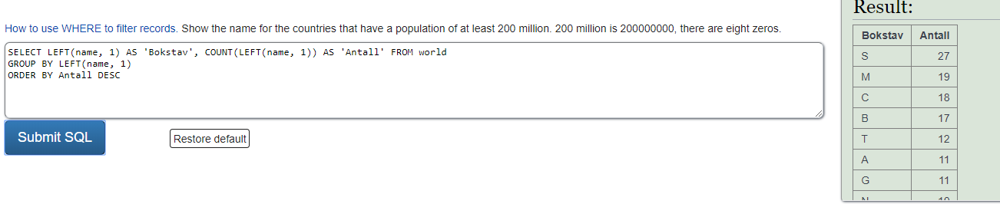 Result:
How to use WHERE to filter records. Show the name for the countries that have a population of at least 200 million. 200 million is 200000000, there are eight zeros.
SELECT LEFT(name, 1) AS 'Bokstav', COUNT(LEFT(name, 1)) AS 'Antall' FROM world
GROUP BY LEFT(name, 1)
ORDER BY Antall DESC
Submit SQL
Restore default
Bokstav Antall
S 27
M 19
C 18
B 17
T 12
A 11
G 11